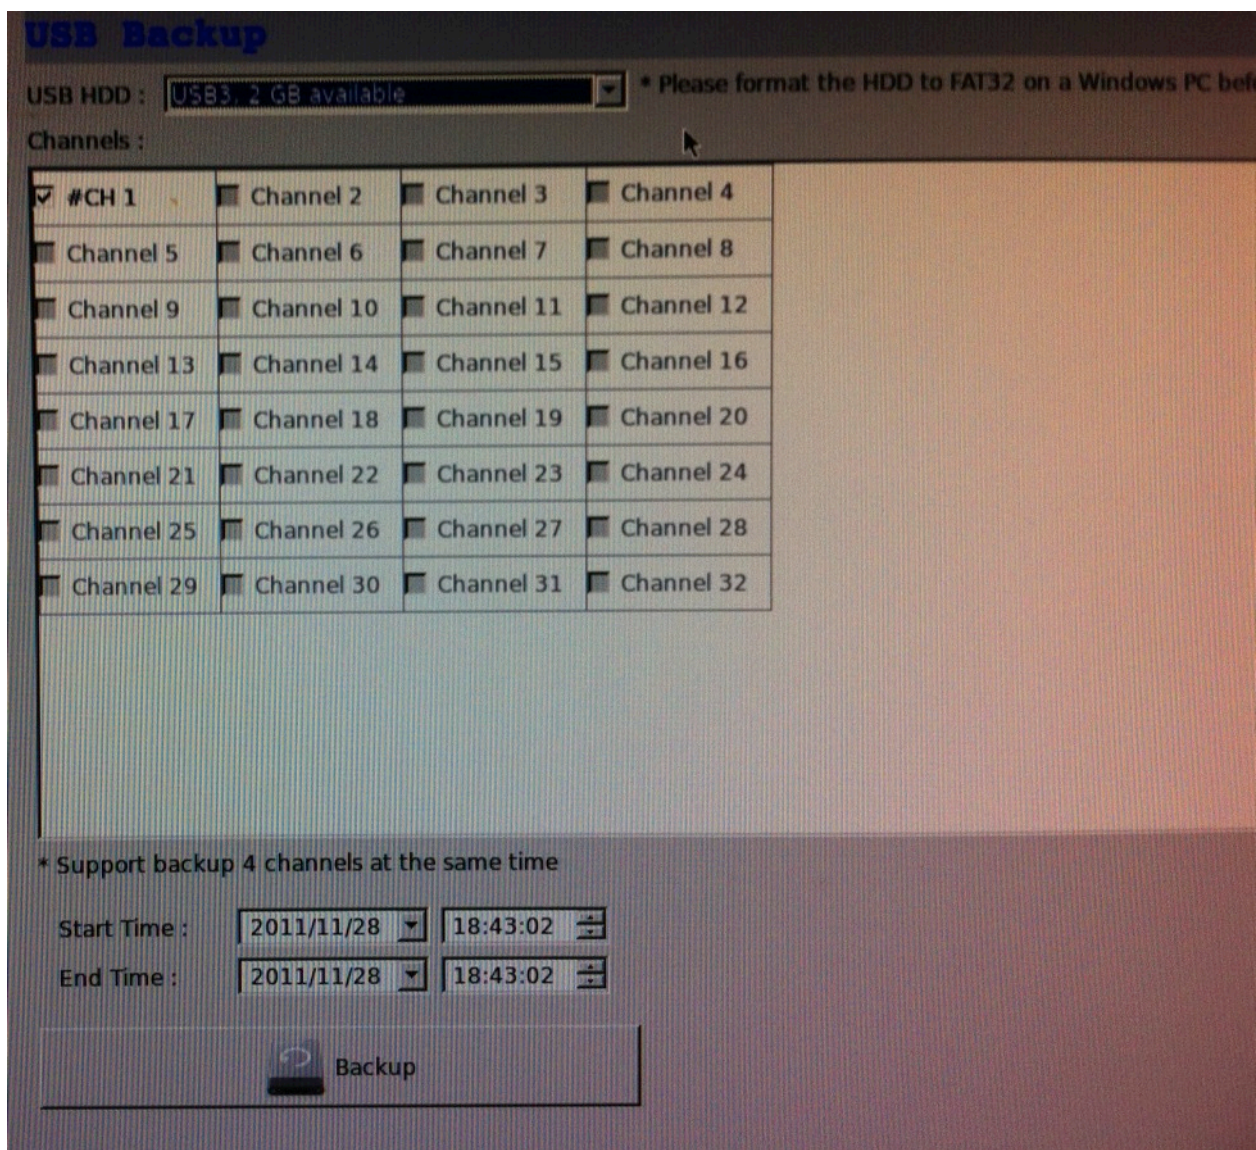 USB Backup
USB HDD : USB3, 2 GB available * Please format the HDD to FAT32 on a Windows PC
Channels :
#CH 1 Channel 2 Channel 3 Channel 4
Channel 5 Channel 6 Channel 7 Channel 8
Channel 9 Channel 10 Channel 11 Channel 12
Channel 13 Channel 14 Channel 15 Channel 16
Channel 17 Channel 18 Channel 19 Channel 20
Channel 21 Channel 22 Channel 23 Channel 24
Channel 25 Channel 26 Channel 27 Channel 28
Channel 29 Channel 30 Channel 31 Channel 32
* Support backup 4 channels at the same time
Start Time : 2011/11/28 18:43:02
End Time : 2011/11/28 18:43:02
Backup